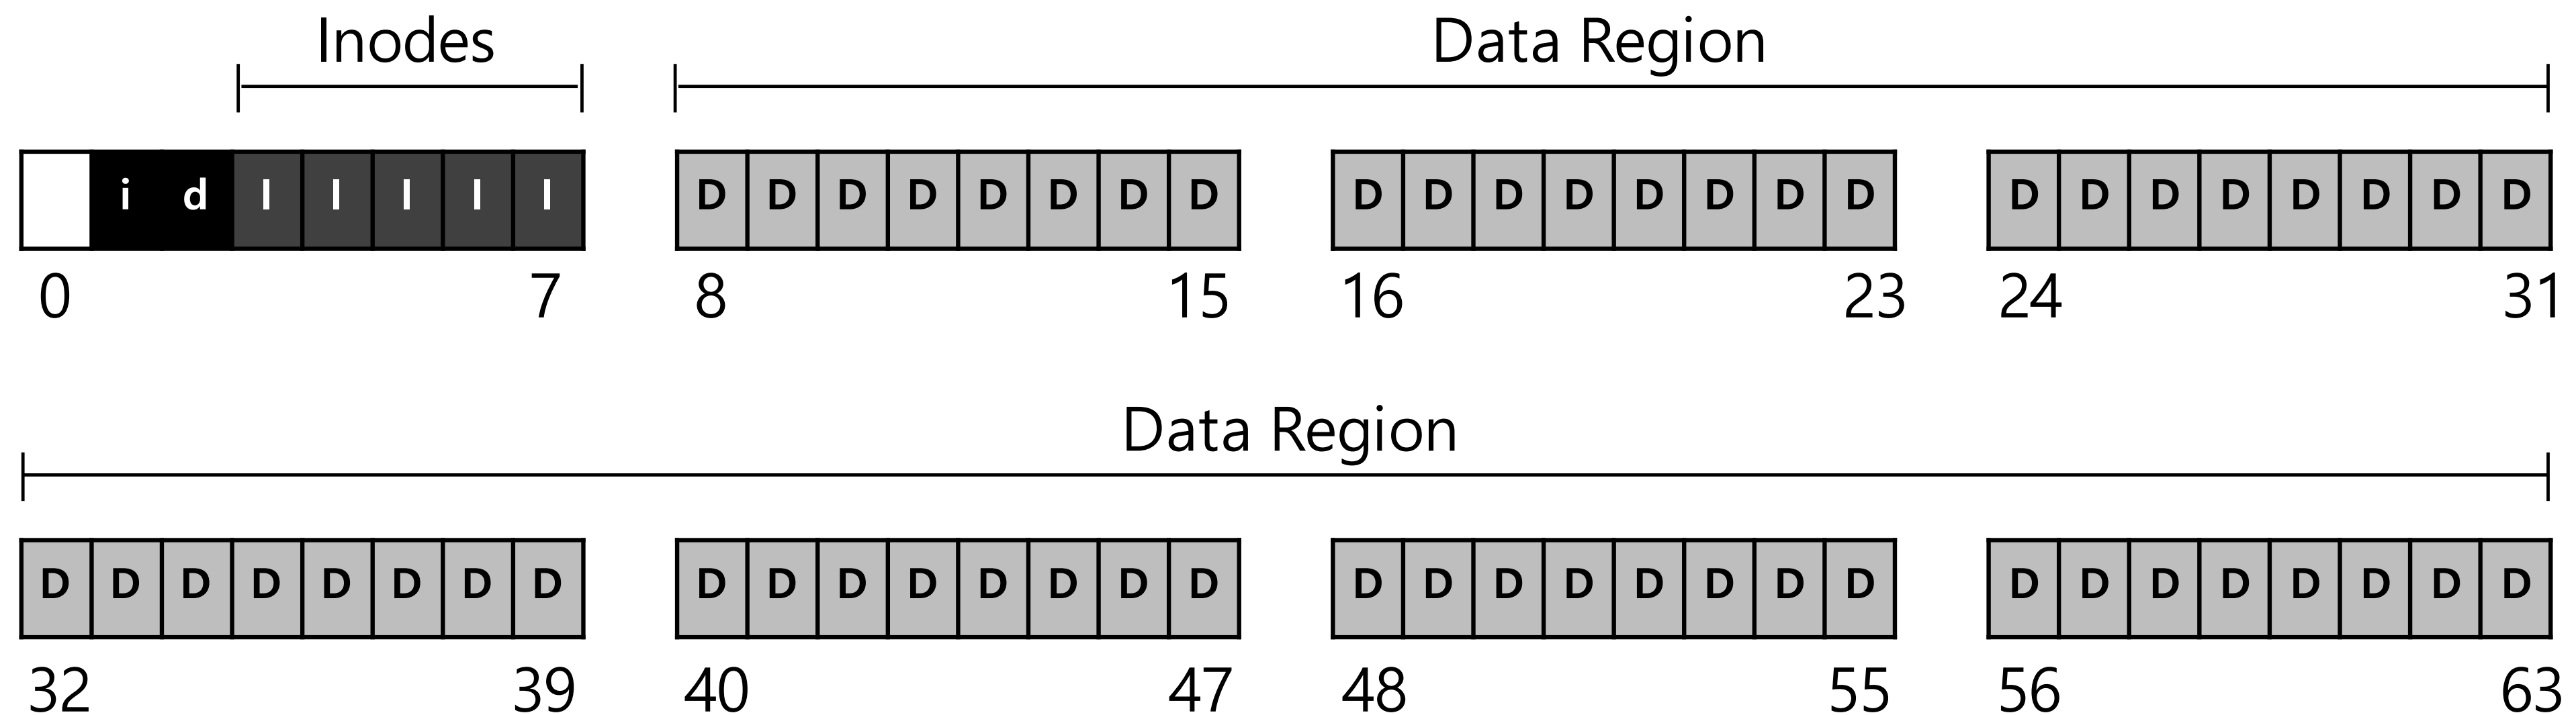 Inodes Data Region
i d I I I I I D D D D D D D D D D D D D D D D D D D D D D D D
0 7 8 15 16 23 24 31
Data Region
D D D D D D D D D D D D D D D D D D D D D D D D D D D D D D D D
32 39 40 47 48 55 56 63